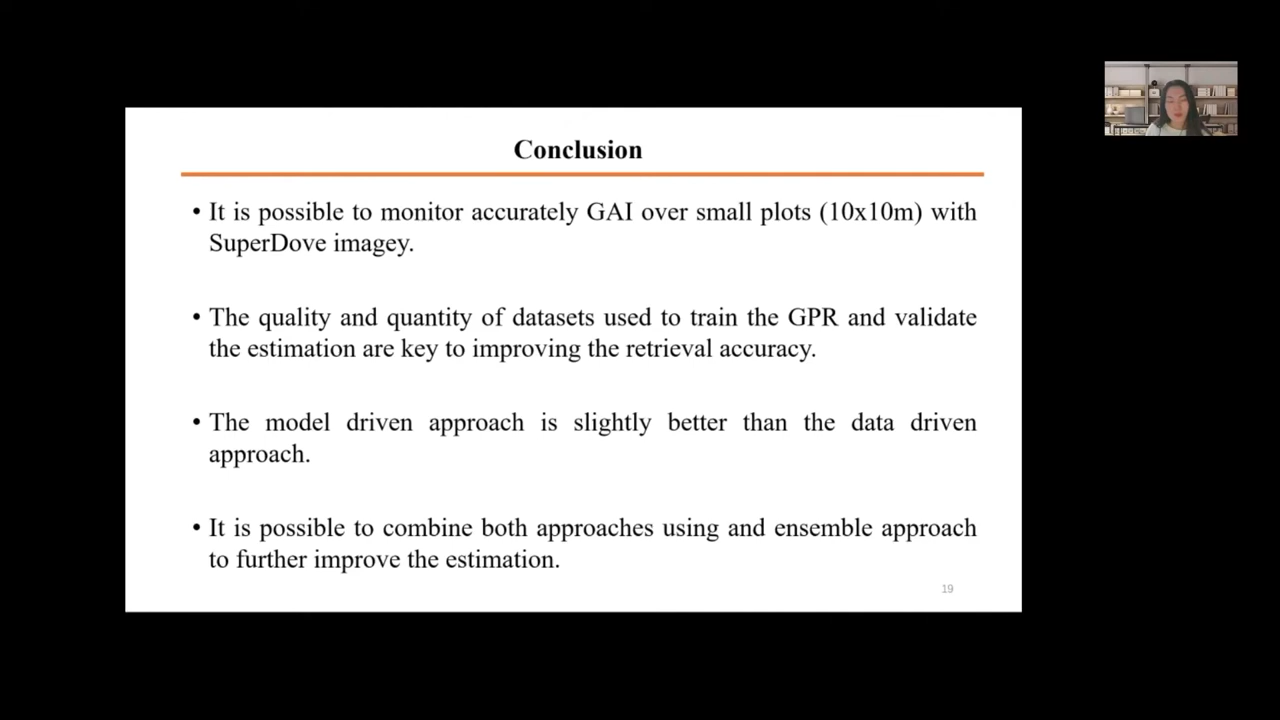 Conclusion
• It is possible to monitor accurately GAI over small plots (10x10m) with
SuperDove imagey.
• The quality and quantity of datasets used to train the GPR and validate
the estimation are key to improving the retrieval accuracy.
• The model driven approach is slightly better than the data driven
approach.
• It is possible to combine both approaches using and ensemble approach
to further improve the estimation.
19